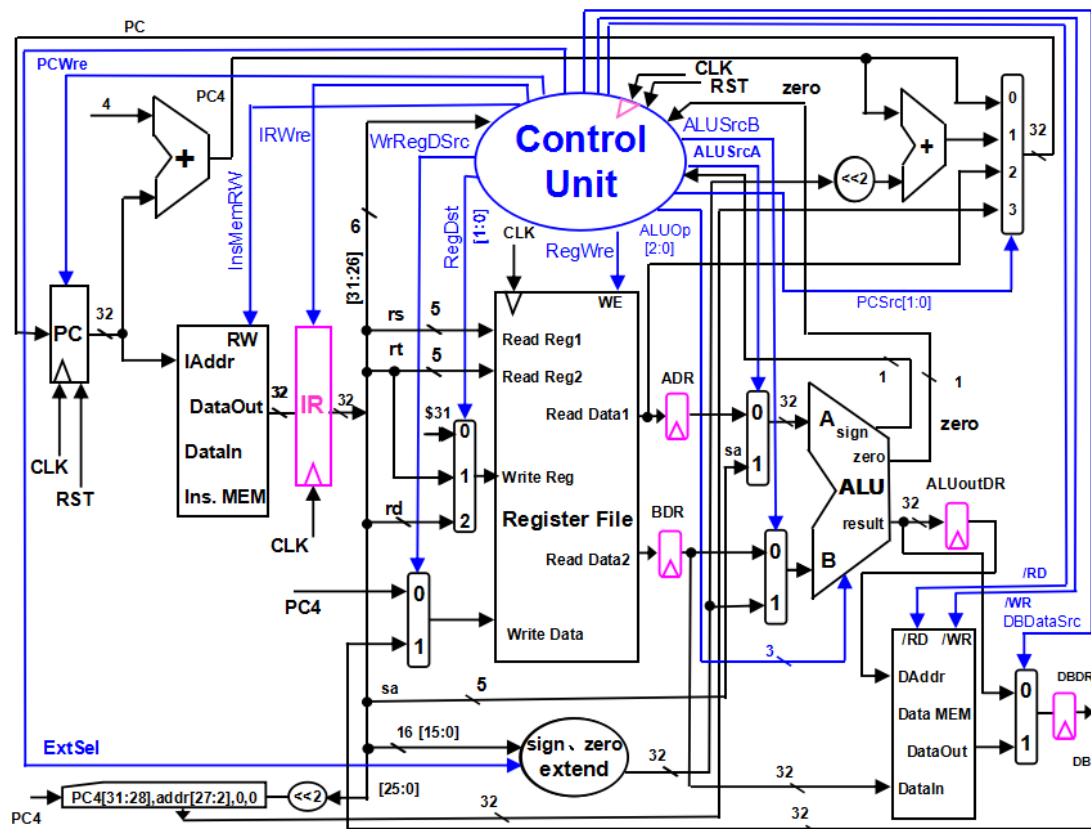 PC
PCWre
4
PC4
IRWre
WrRegDSrc
InsMemRW
6
[31:26]
RegDst
[1:0]
CLK
Control
Unit
CLK
RST
zero
ALUSrcB
ALUSrcA
ALUOp
[2:0]
RegWre
PCSrc[1:0]
<<2
+
+
0
1
2
3
32
PC
32
CLK
RST
RW
IAddr
DataOut
DataIn
Ins. MEM
32
IR
32
CLK
rs
5
rt
5
$31
0
1
2
rd
WE
Read Reg1
Read Reg2
Read Data1
Write Reg
Register File
Read Data2
Write Data
PC4
0
1
ADR
BDR
sa
0
1
32
0
1
A
sign
zero
ALU
result
B
1
1
zero
32
ALUoutDR
3
/RD
/WR
DBDataSrc
/RD
/WR
DAddr
Data MEM
DataOut
DataIn
0
1
DBDR
DB
sa
5
16 [15:0]
ExtSel
sign、zero
extend
32
32
[25:0]
<<2
PC4[31:28],addr[27:2],0,0
PC4
32
32